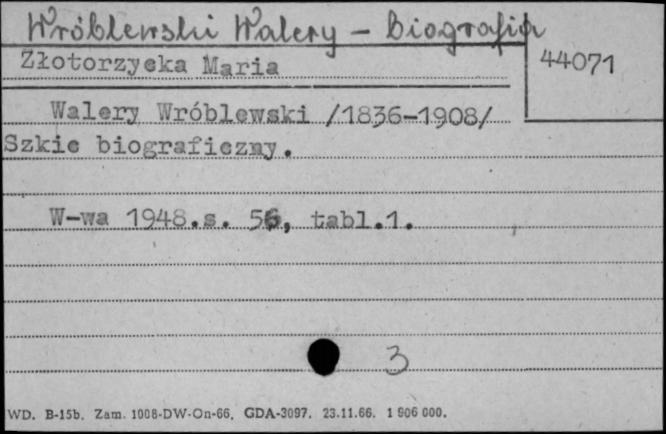 Wróblewski Walery - biografia
Złotorzycka Maria
44071
Walery Wróblewski /1836-1908/
Szkic biograficzny.
W-wa 1948.s. 56, tabl.1.
3
WD. B-15b. Zam. 1008-DW-On-66. GDA-3097. 23.11.66. 1 906 000.